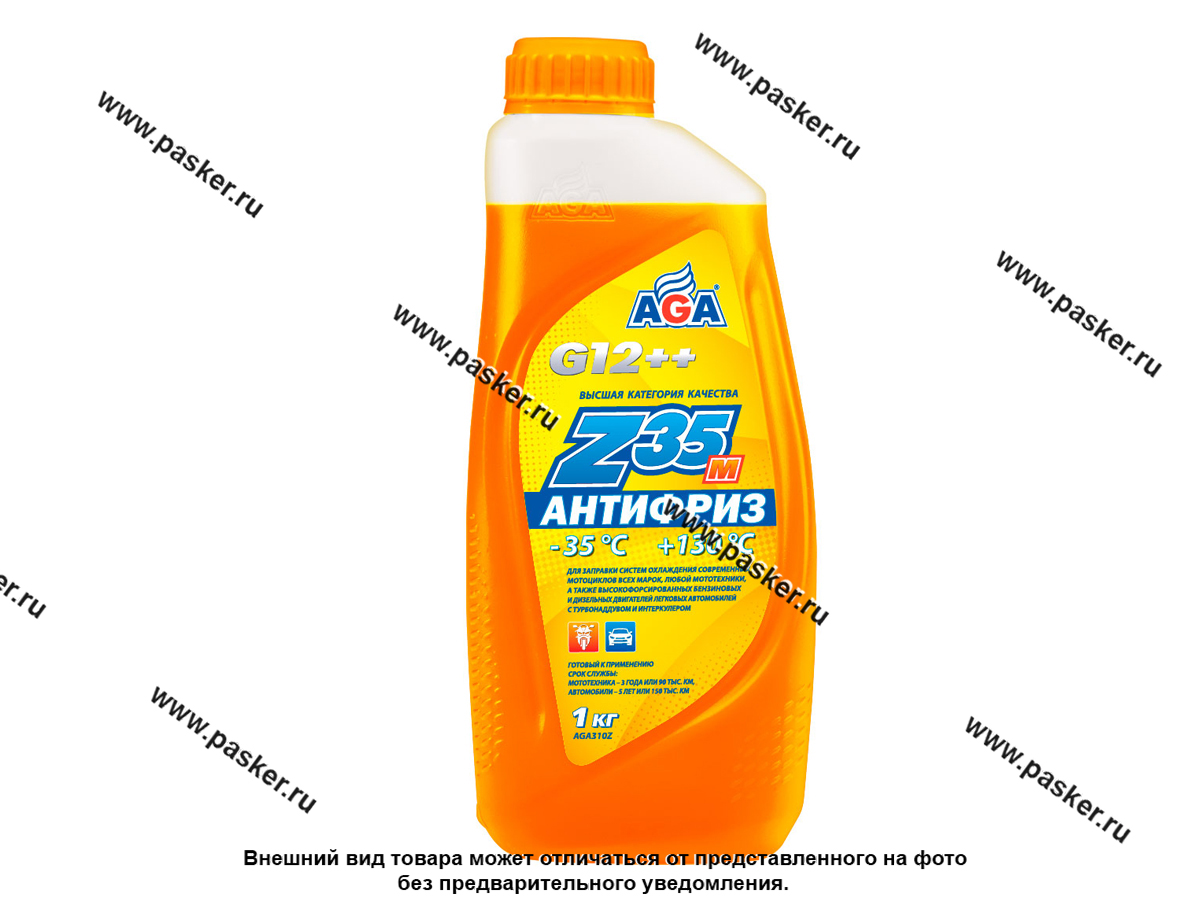 www.pasker.ru
www.pasker.ru
AGA
www.pasker.ru
AGA®
www.pasker.ru
G12++
ВЫСШАЯ КАТЕГОРИЯ КАЧЕСТВА
Z35
М
АНТИФРИЗ
www.pasker.ru
-35 °C +130 °C
ДЛЯ ЗАПРАВКИ СИСТЕМ ОХЛАЖДЕНИЯ СОВРЕМЕННЫХ
МОТОЦИКЛОВ ВСЕХ МАРОК, ЛЮБОЙ МОТОТЕХНИКИ,
А ТАКЖЕ ВЫСОКОФОРСИРОВАННЫХ БЕНЗИНОВЫХ
И ДИЗЕЛЬНЫХ ДВИГАТЕЛЕЙ ЛЕГКОВЫХ АВТОМОБИЛЕЙ
С ТУРБОНАДДУВОМ И ИНТЕРКУЛЕРОМ
er.ru
ГОТОВЫЙ К ПРИМЕНЕНИЮ
СРОК СЛУЖБЫ:
МОТОТЕХНИКА – 3 ГОДА ИЛИ 90 ТЫС. КМ,
АВТОМОБИЛИ – 5 ЛЕТ ИЛИ 150 ТЫС. КМ
1 кг
AGA310Z
www.pasker.ru
www.pasker.ru
Внешний вид товара может отличаться от представленного на фото
без предварительного уведомления.